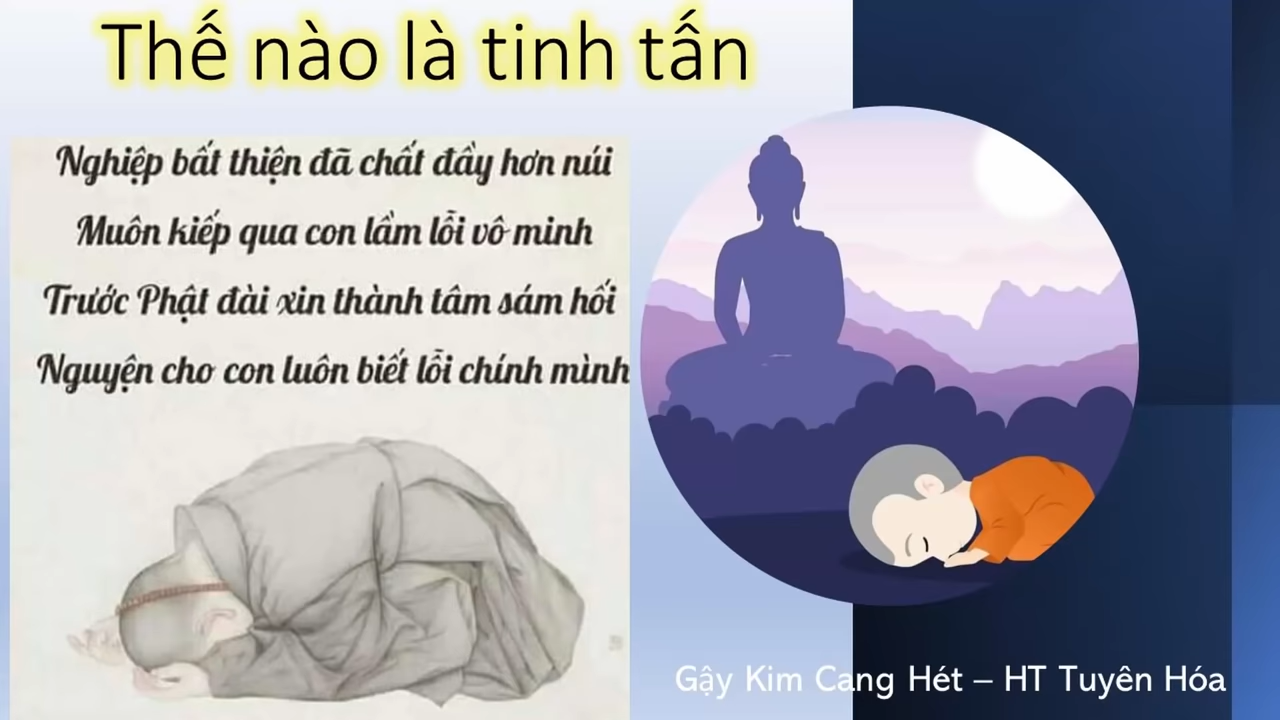 Thế nào là tinh tấn
Nghiệp bất thiện đã chất đầy hơn núi
Muôn kiếp qua con lầm lỗi vô minh
Trước Phật đài xin thành tâm sám hối
Nguyện cho con luôn biết lỗi chính mình
Gậy Kim Cang Hét – HT Tuyên Hóa